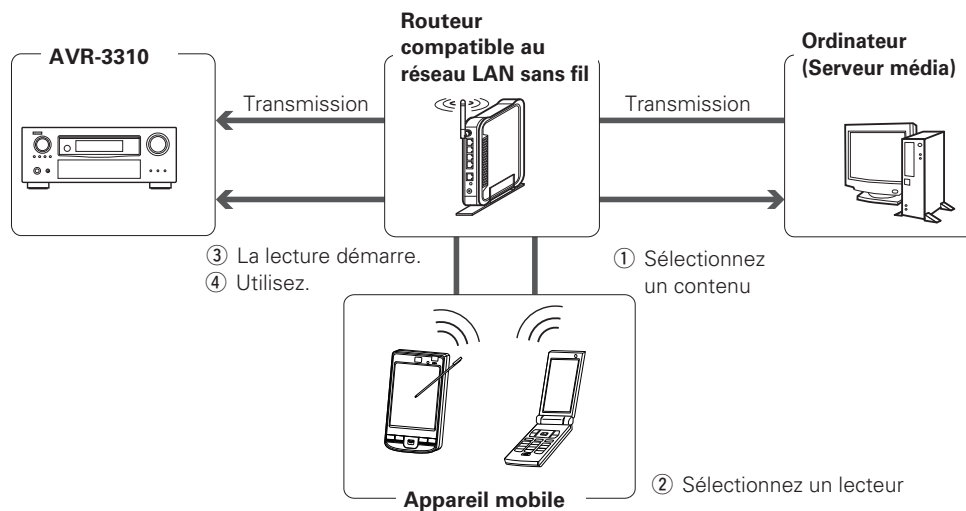 AVR-3310
Routeur
compatible au
réseau LAN sans fil
Ordinateur
(Serveur média)
Transmission
Transmission
③ La lecture démarre.
④ Utilisez.
① Sélectionnez
un contenu
② Sélectionnez un lecteur
Appareil mobile